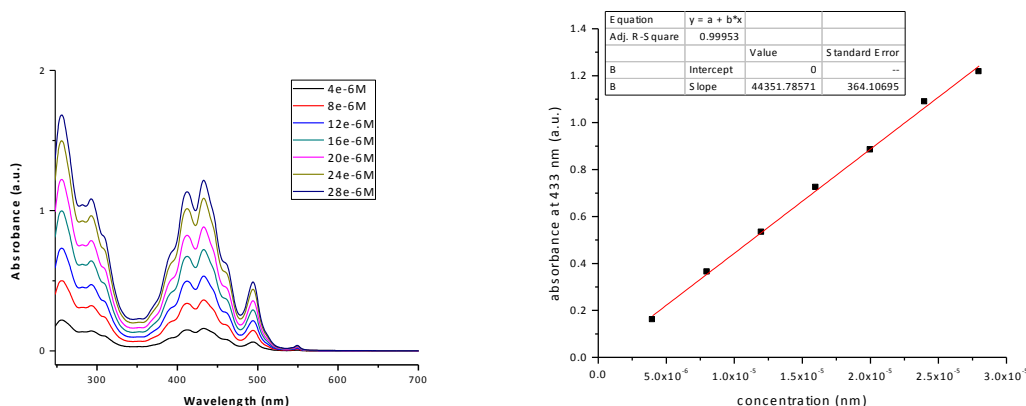 2
1
0
300
400
500
600
700
Absrobance (a.u.)
Wavelength (nm)
4e-6M
8e-6M
12e-6M
16e-6M
20e-6M
24e-6M
28e-6M
Equation y = a + b*x
Adj. R-Square 0.99953
Value Standard Error
B Intercept 0 --
B Slope 44351.78571 364.10695
1.4
1.2
1.0
0.8
0.6
0.4
0.2
0.0
0.0
5.0x10⁻⁶
1.0x10⁻⁵
1.5x10⁻⁵
2.0x10⁻⁵
2.5x10⁻⁵
3.0x10⁻⁵
absorbance at 433 nm (a.u.)
concentration (nm)